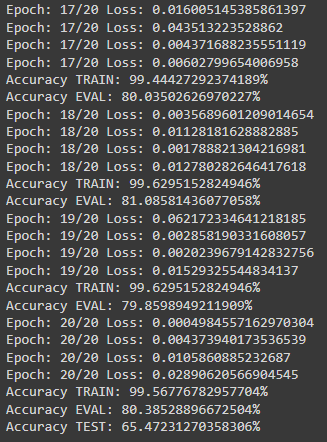 Epoch: 17/20 Loss: 0.016005145385861397
Epoch: 17/20 Loss: 0.043513223528862
Epoch: 17/20 Loss: 0.004371688235551119
Epoch: 17/20 Loss: 0.00602799654006958
Accuracy TRAIN: 99.44427292374189%
Accuracy EVAL: 80.03502626970227%
Epoch: 18/20 Loss: 0.0035689601209014654
Epoch: 18/20 Loss: 0.01128181628882885
Epoch: 18/20 Loss: 0.001788821304216981
Epoch: 18/20 Loss: 0.012780282646417618
Accuracy TRAIN: 99.6295152824946%
Accuracy EVAL: 81.08581436077058%
Epoch: 19/20 Loss: 0.062172334641218185
Epoch: 19/20 Loss: 0.002858190331608057
Epoch: 19/20 Loss: 0.0020239679142832756
Epoch: 19/20 Loss: 0.01529325544834137
Accuracy TRAIN: 99.6295152824946%
Accuracy EVAL: 79.8598949211909%
Epoch: 20/20 Loss: 0.0004984557162970304
Epoch: 20/20 Loss: 0.004373940173536539
Epoch: 20/20 Loss: 0.0105860885232687
Epoch: 20/20 Loss: 0.02890620566904545
Accuracy TRAIN: 99.56776782957704%
Accuracy EVAL: 80.38528896672504%
Accuracy TEST: 65.47231270358306%